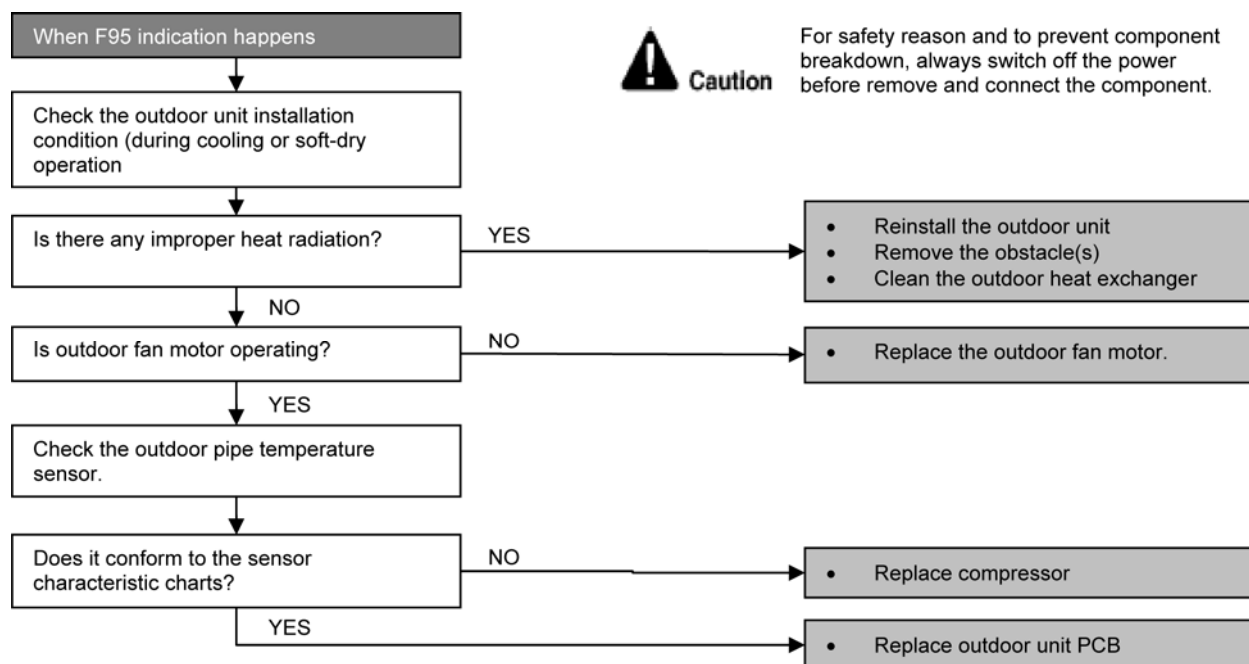 When F95 indication happens
Caution
For safety reason and to prevent component
breakdown, always switch off the power
before remove and connect the component.
Check the outdoor unit installation
condition (during cooling or soft-dry
operation
Is there any improper heat radiation?
YES
• Reinstall the outdoor unit
• Remove the obstacle(s)
• Clean the outdoor heat exchanger
NO
Is outdoor fan motor operating?
NO
• Replace the outdoor fan motor.
YES
Check the outdoor pipe temperature
sensor.
Does it conform to the sensor
characteristic charts?
NO
• Replace compressor
YES
• Replace outdoor unit PCB